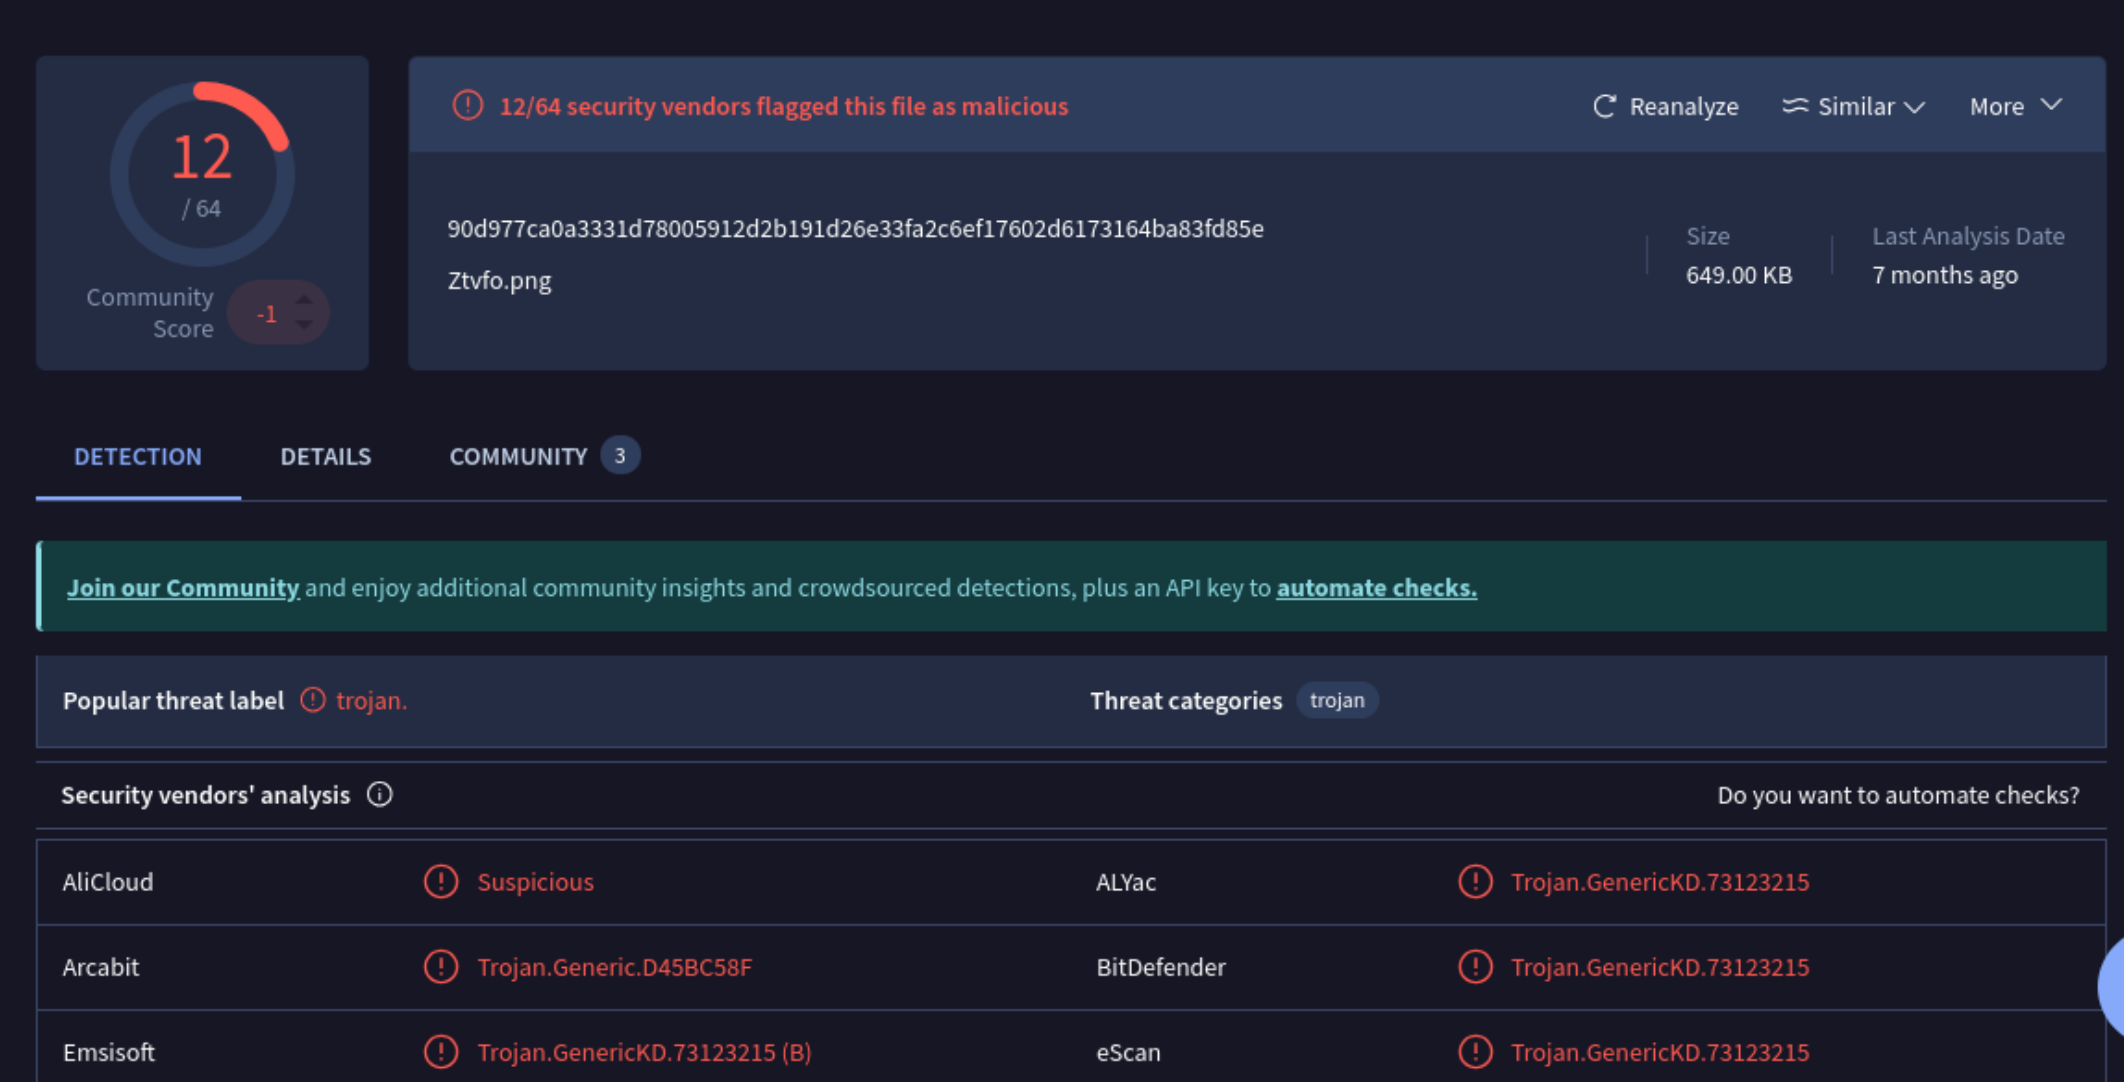 12
/ 64
Community
Score
-1
12/64 security vendors flagged this file as malicious
Reanalyze
Similar
More
90d977ca0a3331d78005912d2b191d26e33fa2c6ef17602d6173164ba83fd85e
Ztvfo.png
Size
649.00 KB
Last Analysis Date
7 months ago
DETECTION
DETAILS
COMMUNITY 3
Join our Community and enjoy additional community insights and crowdsourced detections, plus an API key to automate checks.
Popular threat label trojan.
Threat categories trojan
Security vendors' analysis
Do you want to automate checks?
AliCloud Suspicious
ALYac Trojan.GenericKD.73123215
Arcabit Trojan.Generic.D45BC58F
BitDefender Trojan.GenericKD.73123215
Emsisoft Trojan.GenericKD.73123215 (B)
eScan Trojan.GenericKD.73123215